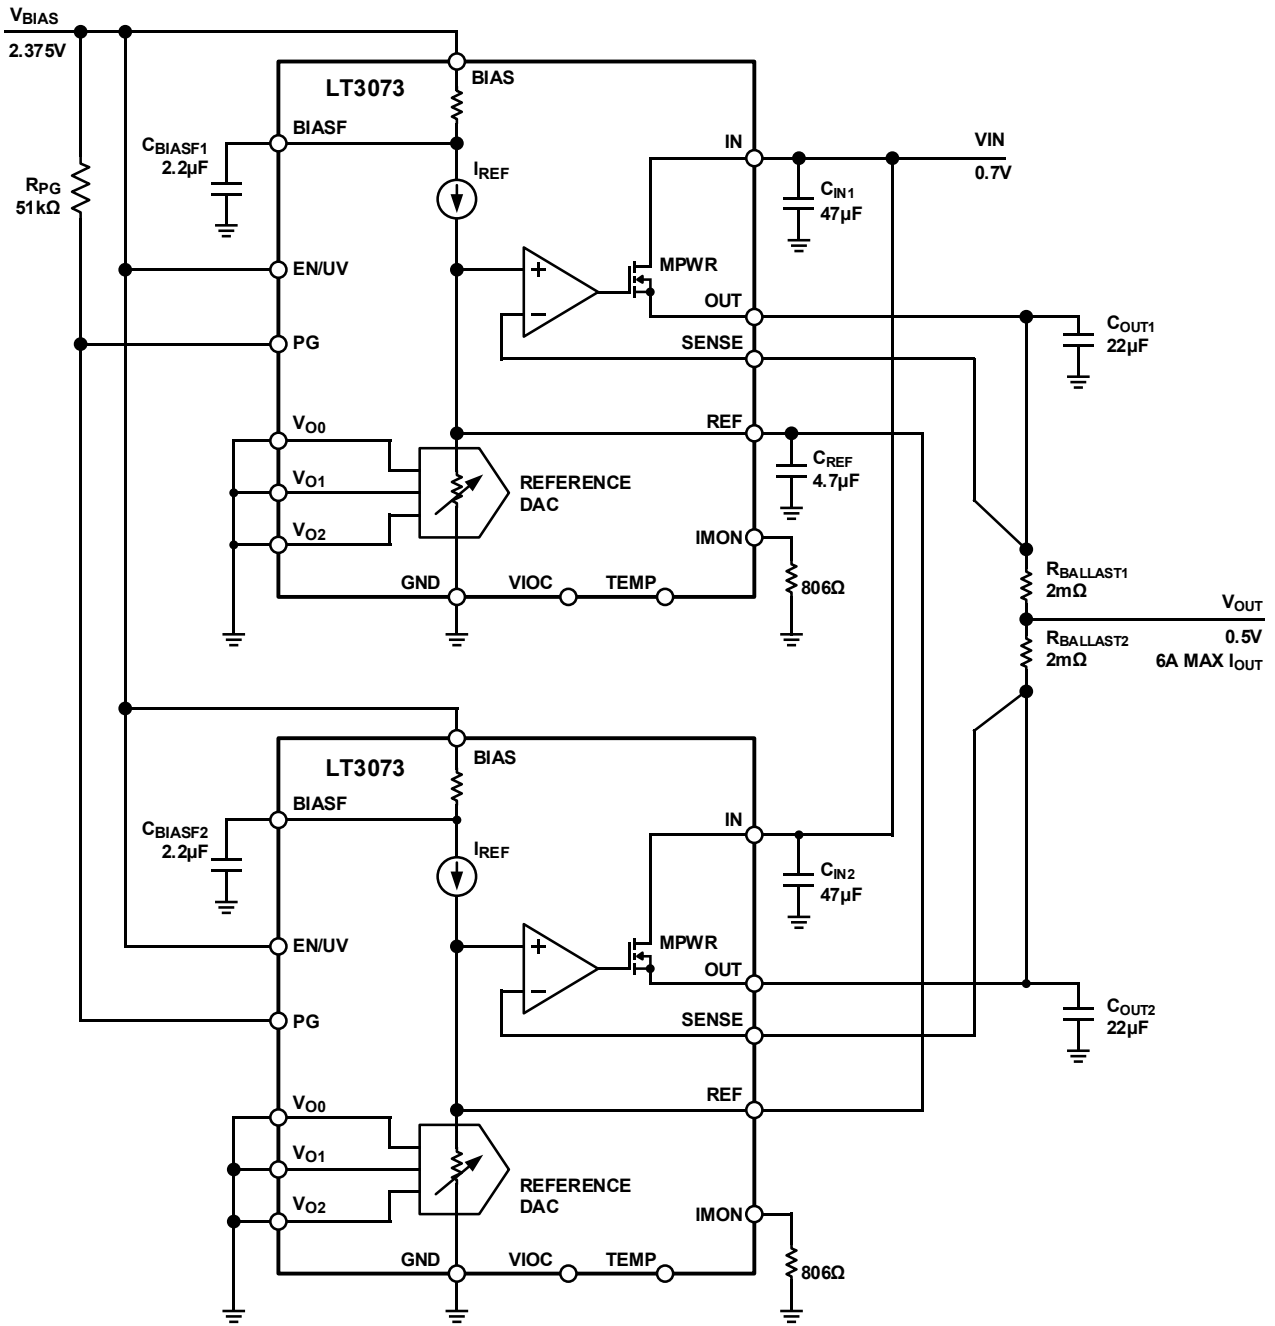 VBIAS
2.375V
LT3073
BIAS
BIASF
CBIASF1
2.2µF
IREF
IN
VIN
0.7V
RPG
51kΩ
CIN1
47µF
EN/UV
+
MPWR
OUT
−
COUT1
22µF
PG
SENSE
VO0
REF
CREF
4.7µF
VO1
REFERENCE
DAC
VO2
IMON
RBALLAST1
2mΩ
GND
VIOC
TEMP
806Ω
VOUT
0.5V
6A MAX IOUT
RBALLAST2
2mΩ
LT3073
BIAS
BIASF
CBIASF2
2.2µF
IREF
IN
CIN2
47µF
EN/UV
+
MPWR
OUT
−
COUT2
22µF
PG
SENSE
VO0
REF
VO1
REFERENCE
DAC
VO2
IMON
GND
VIOC
TEMP
806Ω